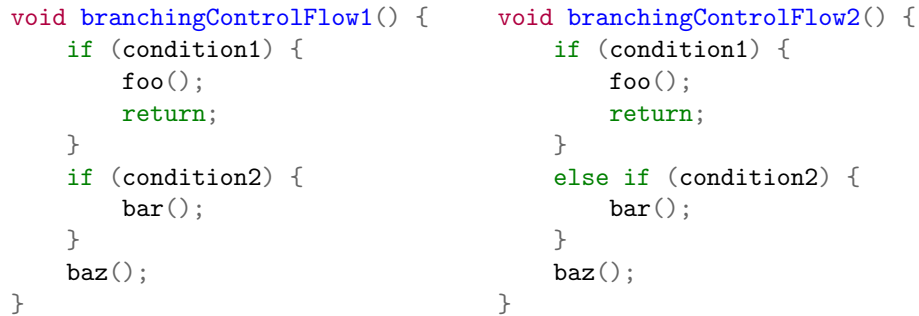 void branchingControlFlow1() {
    if (condition1) {
        foo();
        return;
    }
    if (condition2) {
        bar();
    }
    baz();
}
void branchingControlFlow2() {
    if (condition1) {
        foo();
        return;
    }
    else if (condition2) {
        bar();
    }
    baz();
}